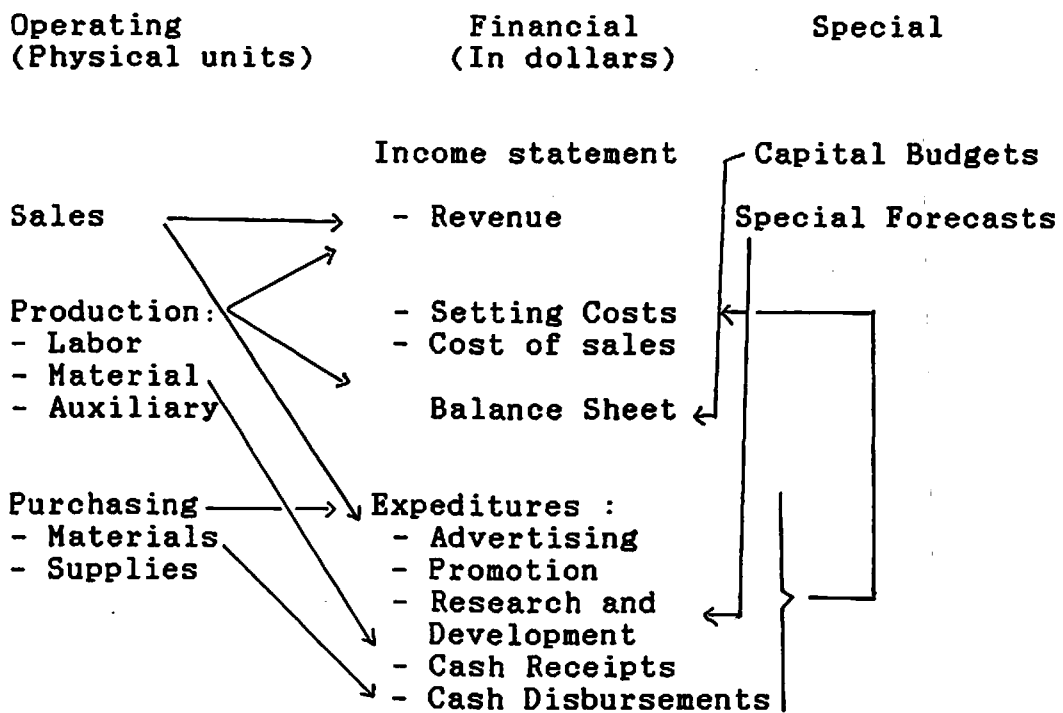 Operating Financial Special
(Physical units) (In dollars)
Income statement Capital Budgets
Sales - Revenue Special Forecasts
Production: - Setting Costs
- Labor - Cost of sales
- Material
- Auxiliary Balance Sheet
Purchasing Expeditures :
- Materials - Advertising
- Supplies - Promotion
- Research and
Development
- Cash Receipts
- Cash Disbursements